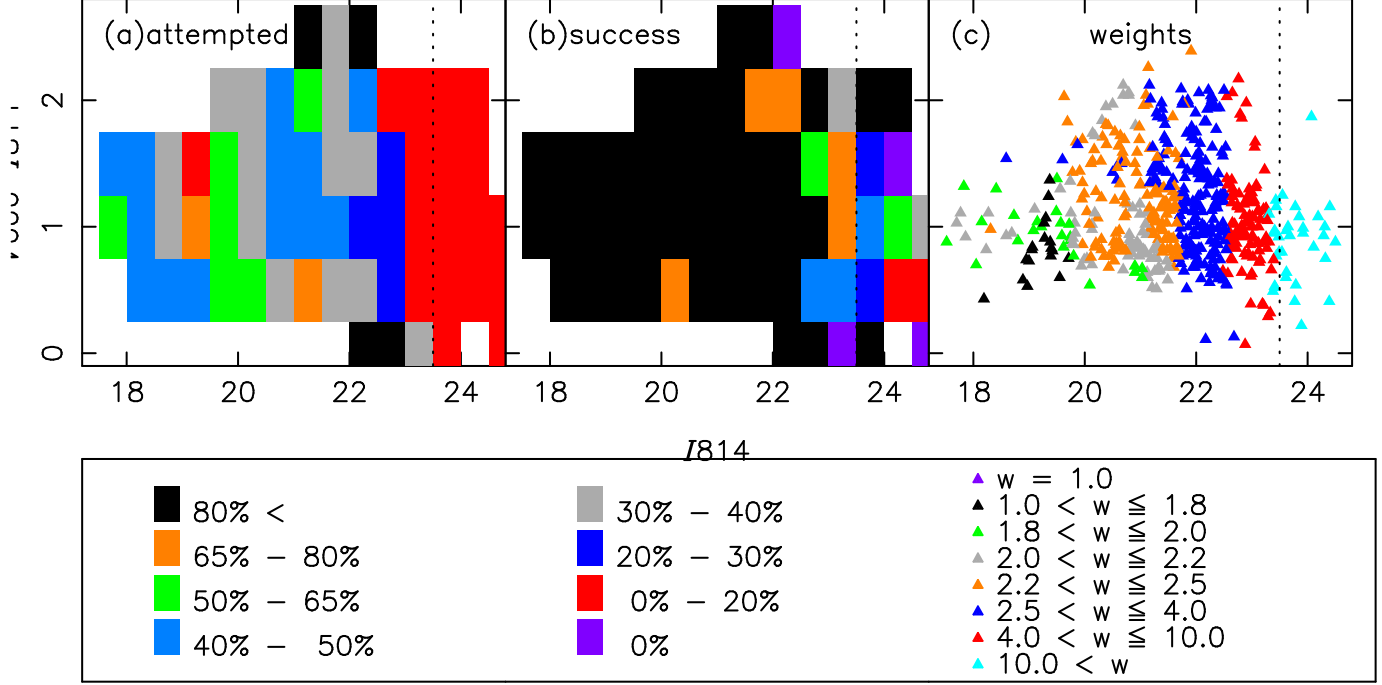 (a)attempted
(b)success
(c) weights
2
1
0
18 20 22 24
18 20 22 24
18 20 22 24
I814
80% <
65% – 80%
50% – 65%
40% – 50%
30% – 40%
20% – 30%
0% – 20%
0%
w = 1.0
1.0 < w ≦ 1.8
1.8 < w ≦ 2.0
2.0 < w ≦ 2.2
2.2 < w ≦ 2.5
2.5 < w ≦ 4.0
4.0 < w ≦ 10.0
10.0 < w